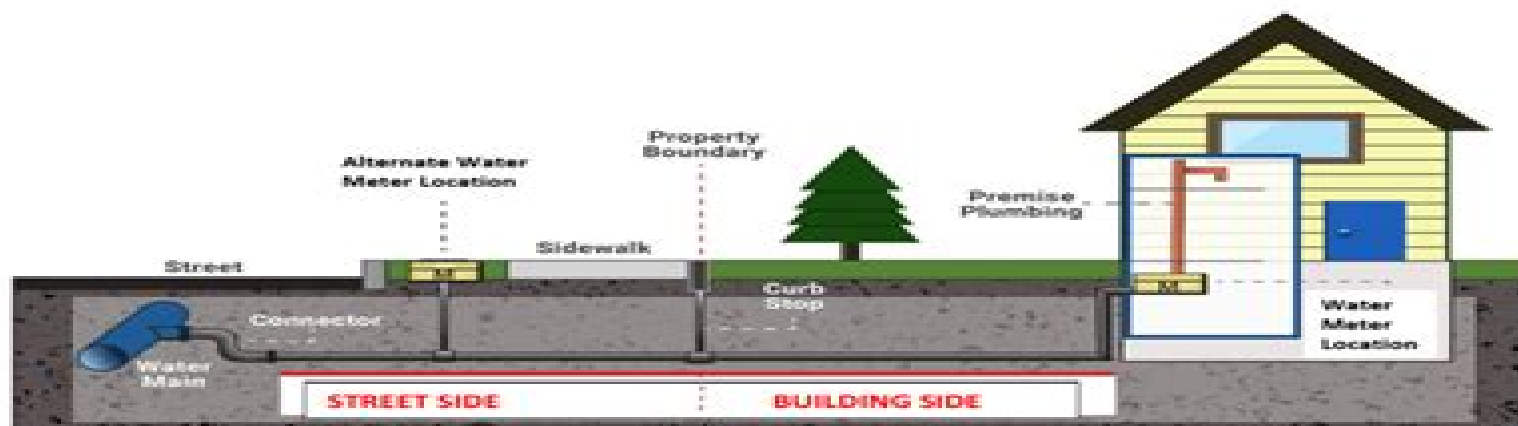 Property
Boundary
Alternate Water
Meter Location
Premise
Plumbing
Sidewalk
Street
M
M
Curb
Stop
Connector
Water
Meter
Location
Water
Main
STREET SIDE
BUILDING SIDE